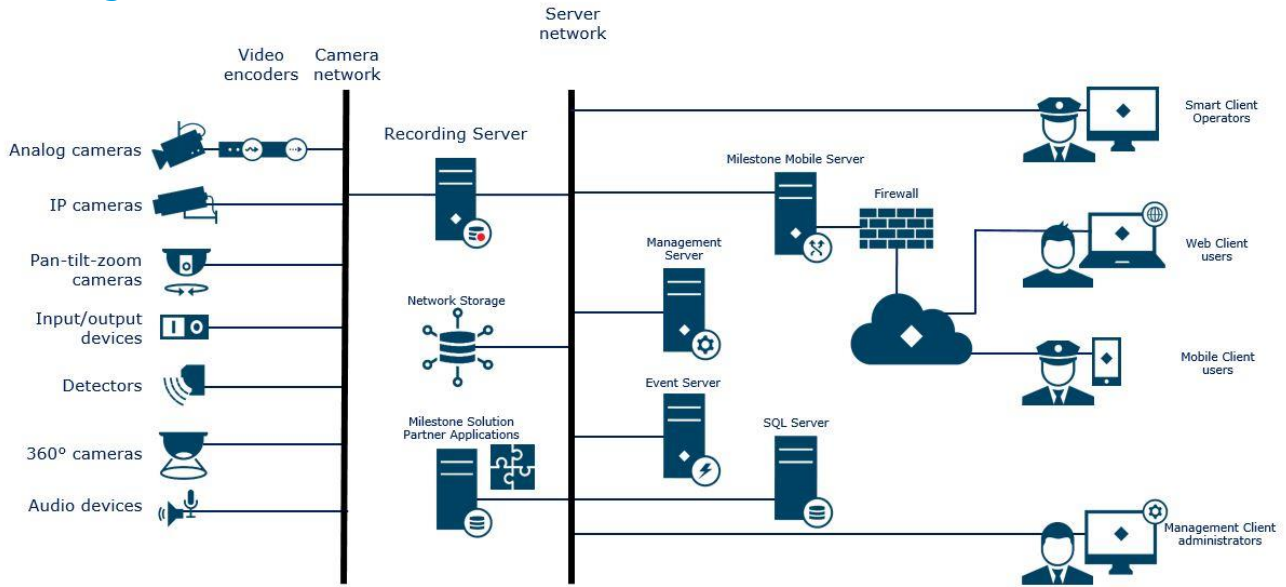 Server
network
Video
encoders
Camera
network
Analog cameras
IP cameras
Pan-tilt-zoom
cameras
Input/output
devices
Detectors
360º cameras
Audio devices
Recording Server
Network Storage
Milestone Solution
Partner Applications
Milestone Mobile Server
Firewall
Management
Server
Event Server
SQL Server
Smart Client
Operators
Web Client
users
Mobile Client
users
Management Client
administrators